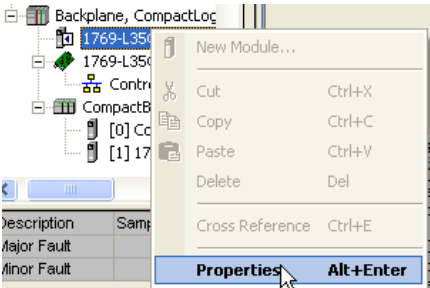 Backplane, CompactLog
1769-L35
1769-L35
Contr
CompactB
[0] Cc
[1] 17
New Module...
Cut Ctrl+X
Copy Ctrl+C
Paste Ctrl+V
Delete Del
Cross Reference Ctrl+E
Properties Alt+Enter
Description Samp
Major Fault
Minor Fault